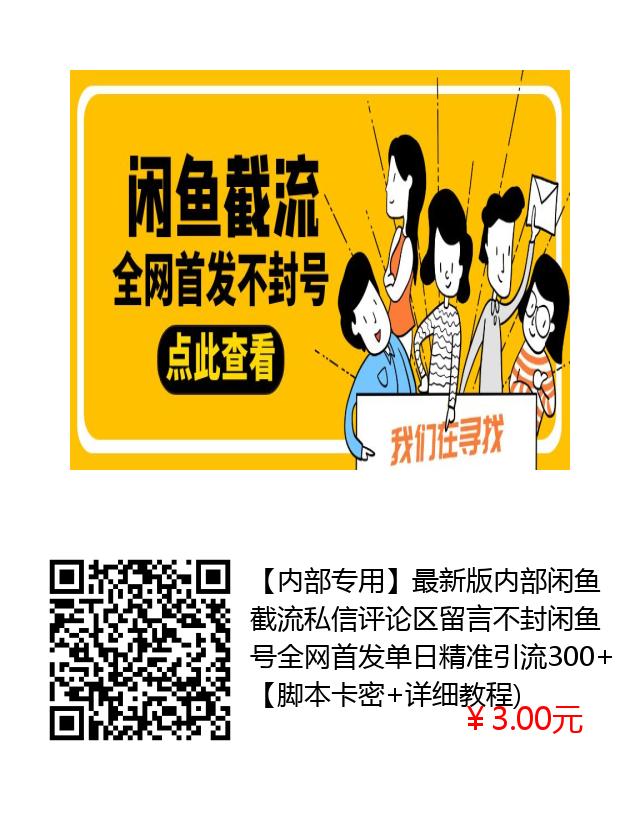 闲鱼截流
全网首发不封号
点此查看
我们在寻找
【内部专用】最新版内部闲鱼
截流私信评论区留言不封闲鱼
号全网首发单日精准引流300+
【脚本卡密+详细教程)
￥3.00元